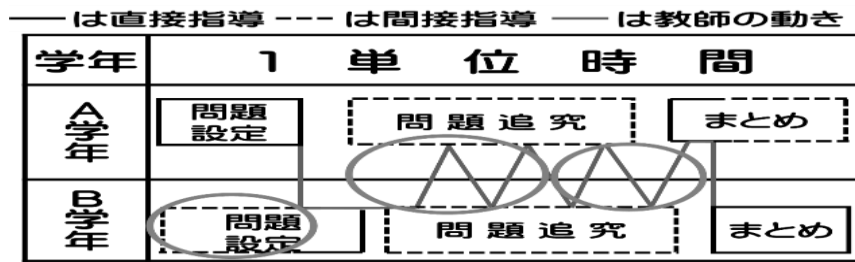 ──は直接指導 --- は間接指導 ── は教師の動き
学年 1 単 位 時 間
A学年 問題設定 問題追究 まとめ
B学年 問題設定 問題追究 まとめ